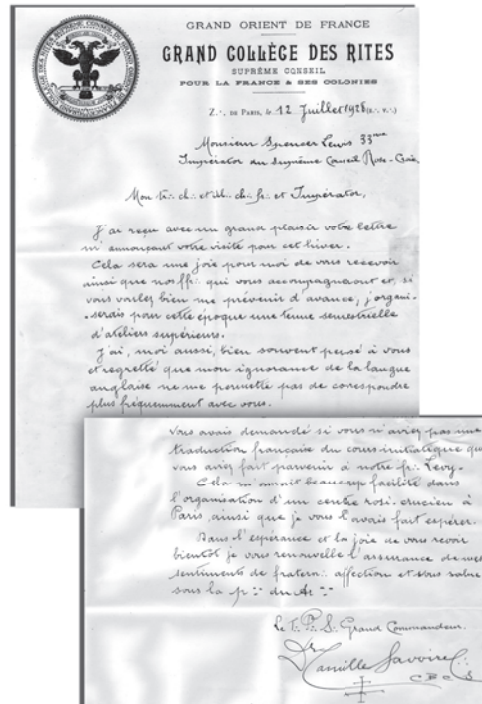 GRAND ORIENT DE FRANCE
GRAND COLLÈGE DES RITES
SUPRÊME CONSEIL
POUR LA FRANCE & SES COLONIES
Z∴ DE PARIS, le 12 Juillet 1928 (E∴ V∴)
Monsieur Spencer Lewis 33me
Impérator du Suprême Conseil Rose-Croix
Mon tr∴ ch∴ et ill∴ ch∴ fr∴ et Impérator,
J'ai reçu avec un grand plaisir votre lettre
m'annonçant votre visite pour cet hiver.
Cela sera une joie pour moi de vous recevoir
ainsi que nos ff∴ qui vous accompagneront et, si
vous voulez bien me prévenir d'avance, j'organi-
-serais pour cette époque une tenue semestrielle
d'ateliers supérieurs.
J'ai, moi aussi, bien souvent pensé à vous
et regretté que mon ignorance de la langue
anglaise ne me permette pas de correspondre
plus fréquemment avec vous.
vous avais demandé si vous n'aviez pas une
traduction française du cours initiatique que
vous aviez fait parvenir à notre fr∴ Levy.
Cela m'aurait beaucoup facilité dans
l'organisation d'un centre rosi-crucien à
Paris, ainsi que je vous l'avais fait espérer.
Dans l'espérance et la joie de vous revoir
bientôt je vous renouvelle l'assurance de mes
sentiments de fratern∴ affection et vous salue
sous la
Le T∴ P∴ S∴ Grand Commandeur.
Dr Camille Savoire
C B C S